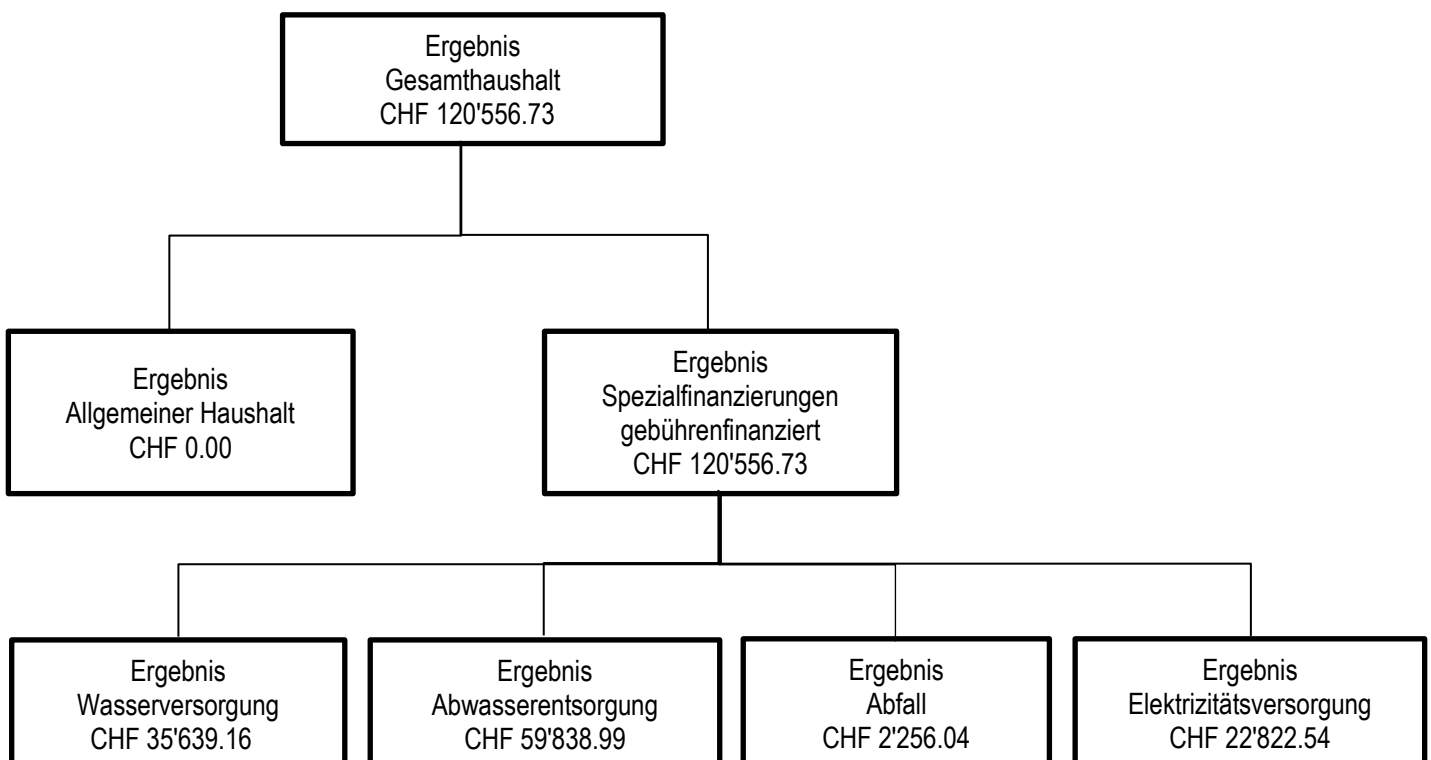 Ergebnis
Gesamthaushalt
CHF 120'556.73
Ergebnis
Allgemeiner Haushalt
CHF 0.00
Ergebnis
Spezialfinanzierungen
gebührenfinanziert
CHF 120'556.73
Ergebnis
Wasserversorgung
CHF 35'639.16
Ergebnis
Abwasserentsorgung
CHF 59'838.99
Ergebnis
Abfall
CHF 2'256.04
Ergebnis
Elektrizitätsversorgung
CHF 22'822.54